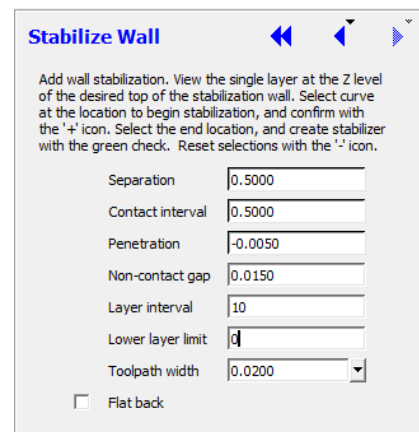 Stabilize Wall
Add wall stabilization. View the single layer at the Z level
of the desired top of the stabilization wall. Select curve
at the location to begin stabilization, and confirm with
the '+' icon. Select the end location, and create stabilizer
with the green check. Reset selections with the '-' icon.
Separation 0.5000
Contact interval 0.5000
Penetration -0.0050
Non-contact gap 0.0150
Layer interval 10
Lower layer limit 0
Toolpath width 0.0200
Flat back